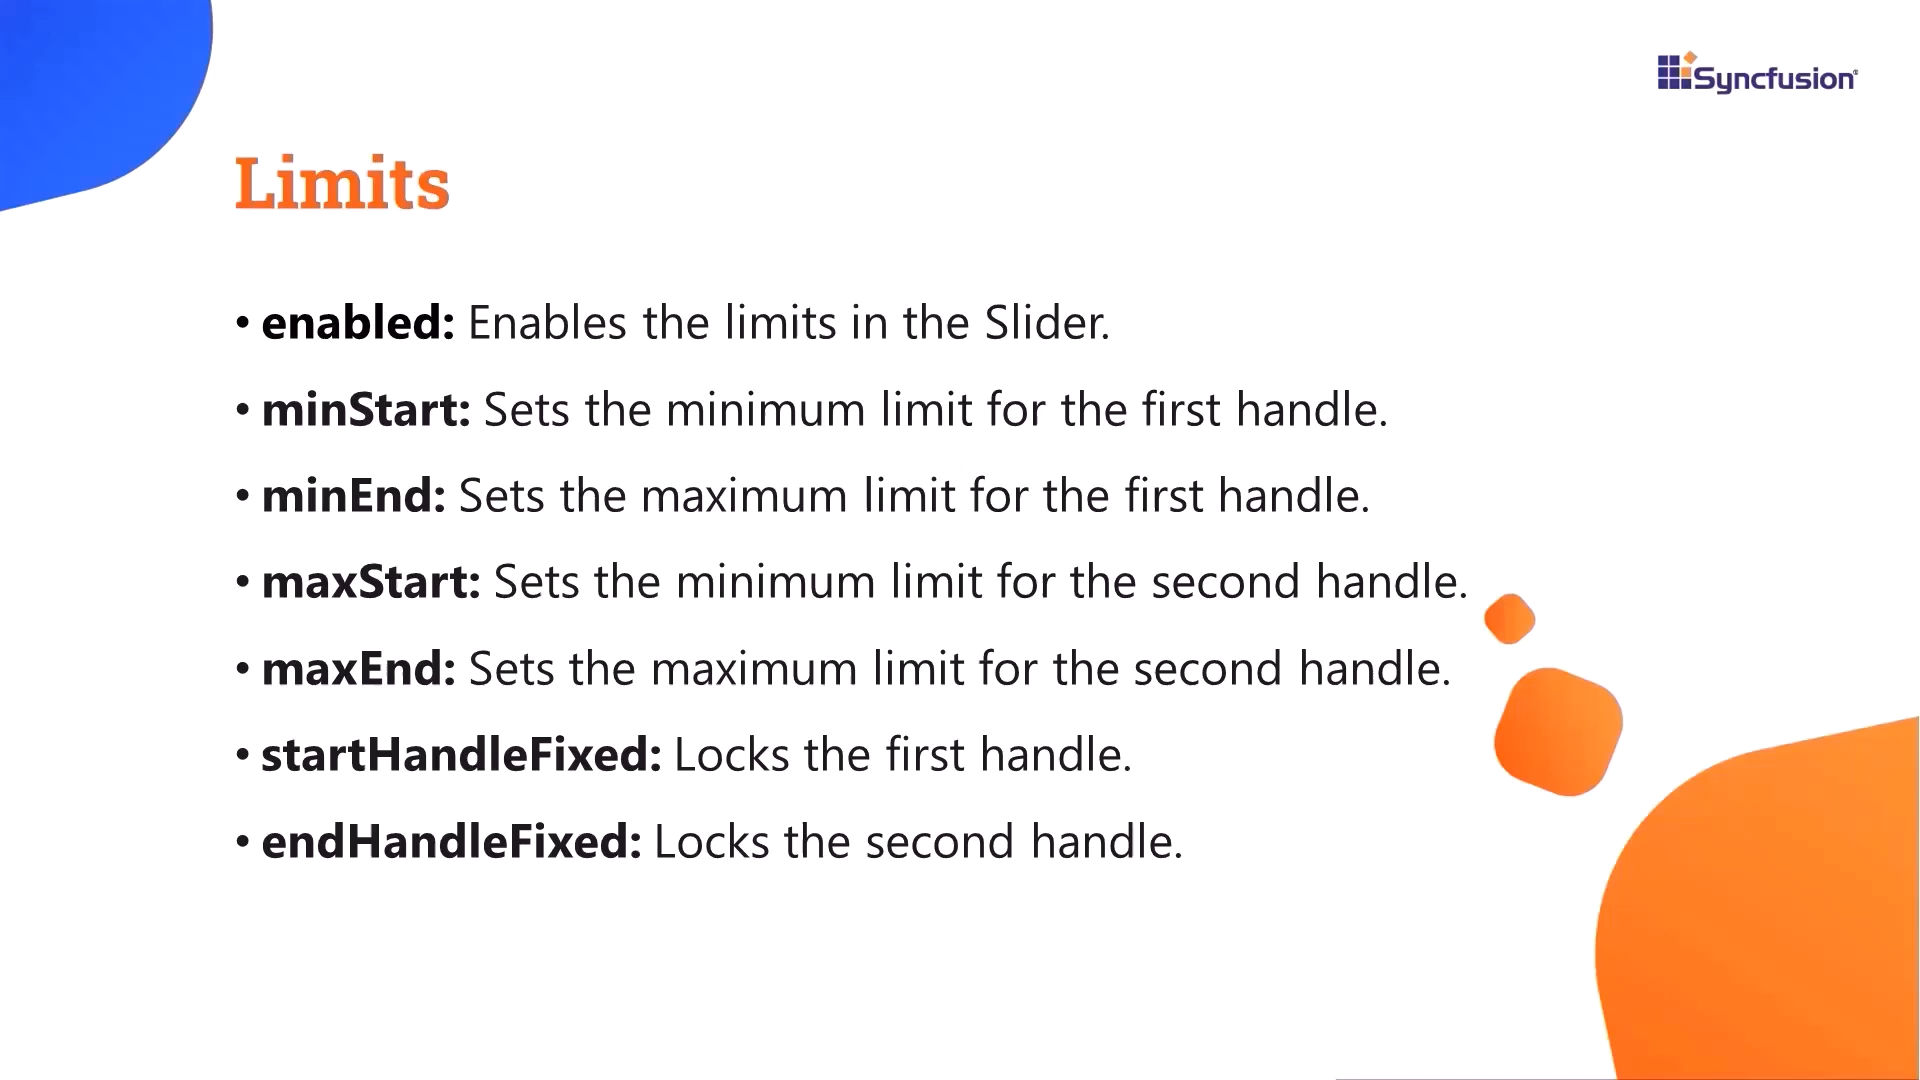 Syncfusion
Limits
• enabled: Enables the limits in the Slider.
• minStart: Sets the minimum limit for the first handle.
• minEnd: Sets the maximum limit for the first handle.
• maxStart: Sets the minimum limit for the second handle.
• maxEnd: Sets the maximum limit for the second handle.
• startHandleFixed: Locks the first handle.
• endHandleFixed: Locks the second handle.